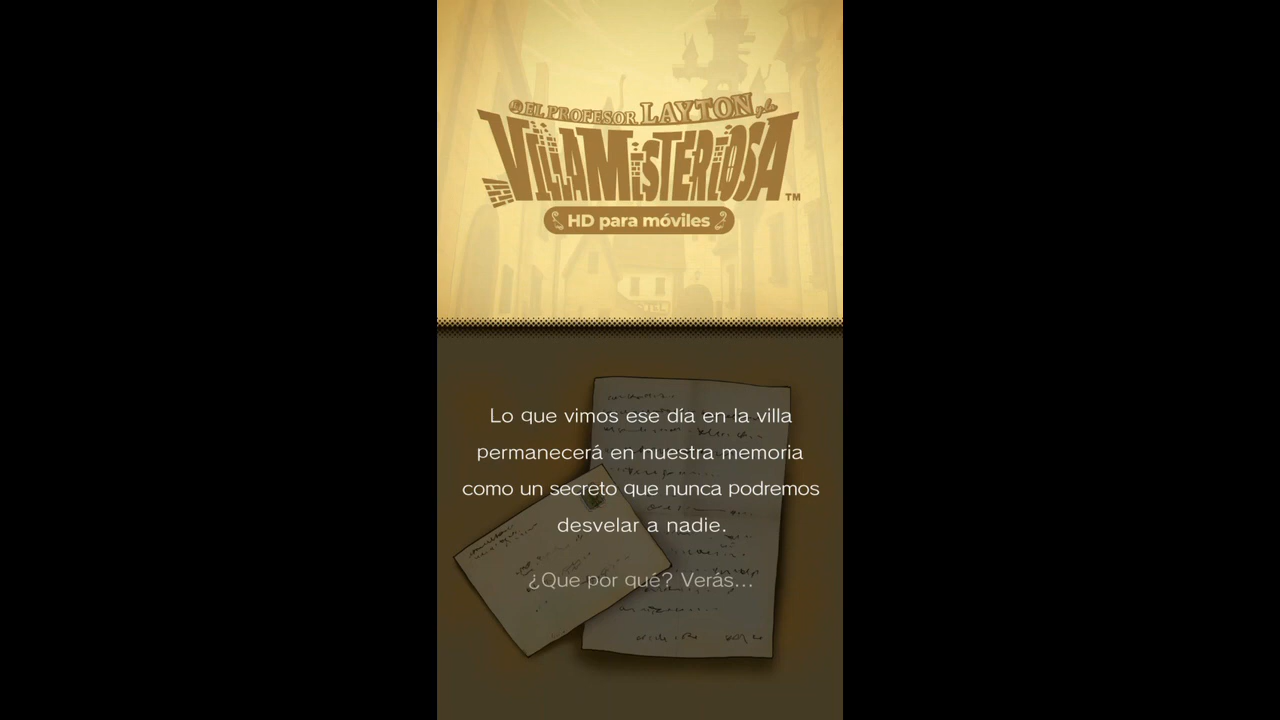 EL PROFESOR LAYTON y la
VILLA MISTERIOSA™
HD para móviles
Lo que vimos ese día en la villa
permanecerá en nuestra memoria
como un secreto que nunca podremos
desvelar a nadie.
¿Que por qué? Verás...